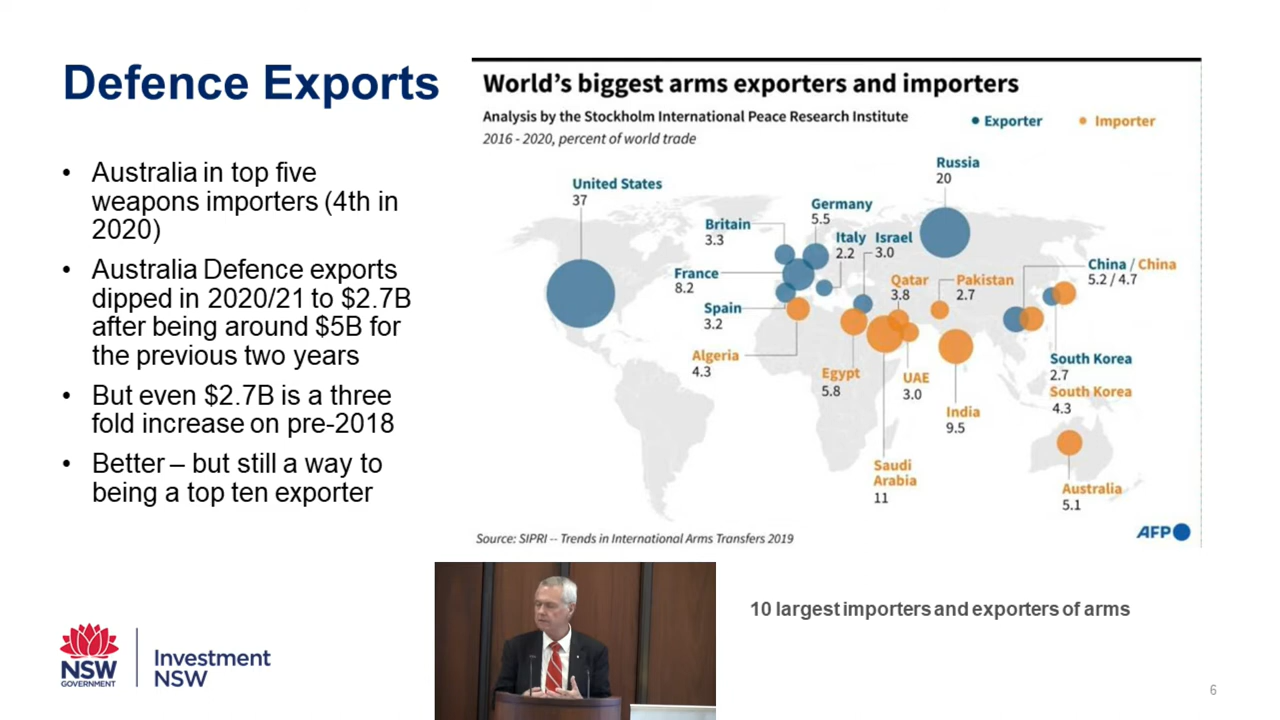 Defence Exports
• Australia in top five
weapons importers (4th in
2020)
• Australia Defence exports
dipped in 2020/21 to $2.7B
after being around $5B for
the previous two years
• But even $2.7B is a three
fold increase on pre-2018
• Better – but still a way to
being a top ten exporter
World's biggest arms exporters and importers
Analysis by the Stockholm International Peace Research Institute
• Exporter • Importer
2016 - 2020, percent of world trade
United States
37
Russia
20
Germany
5.5
Britain
3.3
Italy
2.2
Israel
3.0
France
8.2
Qatar
3.8
Pakistan
2.7
China / China
5.2 / 4.7
Spain
3.2
Algeria
4.3
Egypt
5.8
UAE
3.0
India
9.5
South Korea
2.7
South Korea
4.3
Saudi
Arabia
11
Australia
5.1
Source: SIPRI -- Trends in International Arms Transfers 2019
AFP
10 largest importers and exporters of arms
NSW
GOVERNMENT
Investment
NSW
6